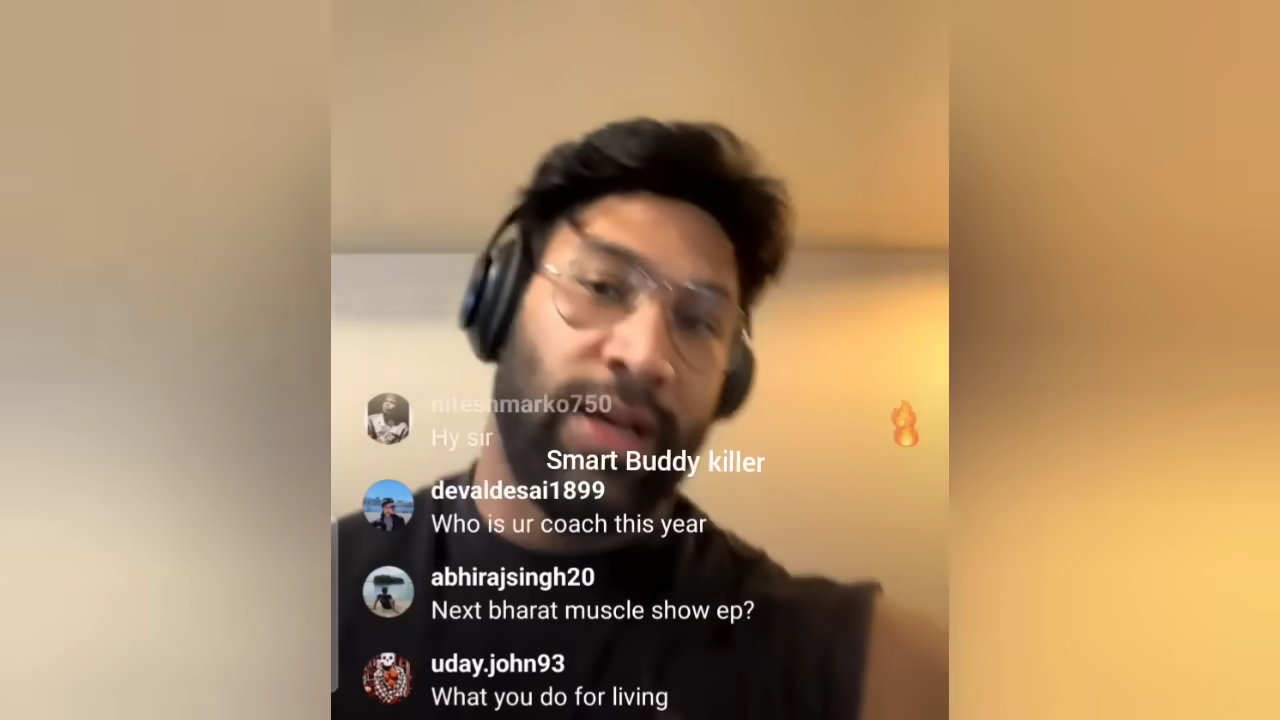 niteshmarko750
Hy sir
Smart Buddy killer
devaldesai1899
Who is ur coach this year
abhirajsingh20
Next bharat muscle show ep?
uday.john93
What you do for living